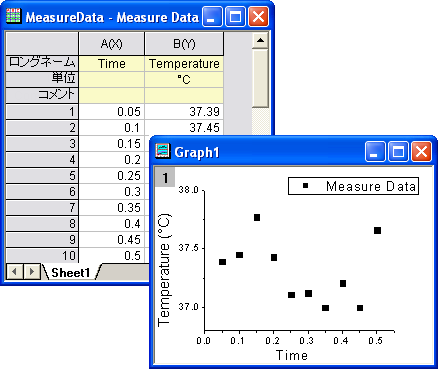 MeasureData - Measure Data
A(X) B(Y)
ロングネーム Time Temperature
単位 °C
コメント
1 0.05 37.39
2 0.1 37.45
3 0.15
4 0.2
5 0.25
6 0.3
7 0.35
8 0.4
9 0.45
10 0.5
Sheet1
Graph1
1
Measure Data
38.0
37.5
37.0
Temperature (°C)
0.0 0.1 0.2 0.3 0.4 0.5
Time